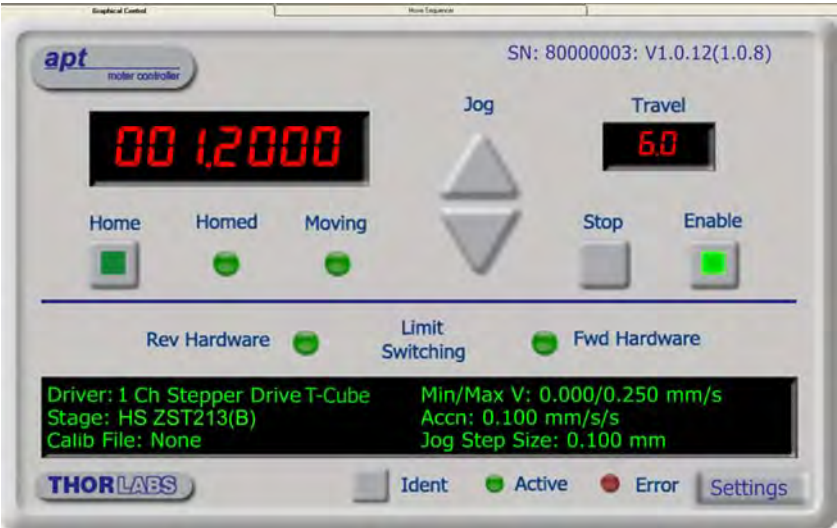 Graphical Control
Move Sequencer
apt
motor controller
SN: 80000003: V1.0.12(1.0.8)
Jog
Travel
001.2000
6.0
Home
Homed
Moving
Stop
Enable
Rev Hardware
Limit
Switching
Fwd Hardware
Driver: 1 Ch Stepper Drive T-Cube
Min/Max V: 0.000/0.250 mm/s
Stage: HS ZST213(B)
Accn: 0.100 mm/s/s
Calib File: None
Jog Step Size: 0.100 mm
THORLABS
Ident
Active
Error
Settings